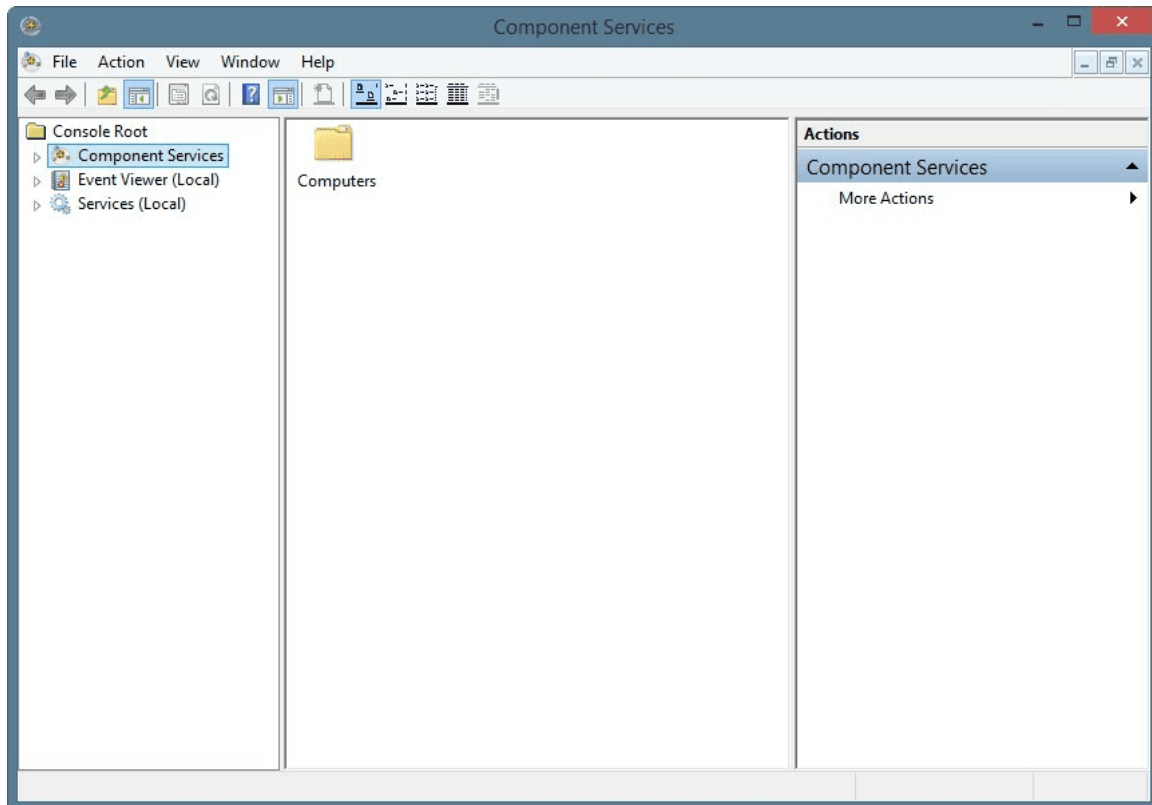 Component Services
File Action View Window Help
Console Root
Component Services
Event Viewer (Local)
Services (Local)
Computers
Actions
Component Services
More Actions